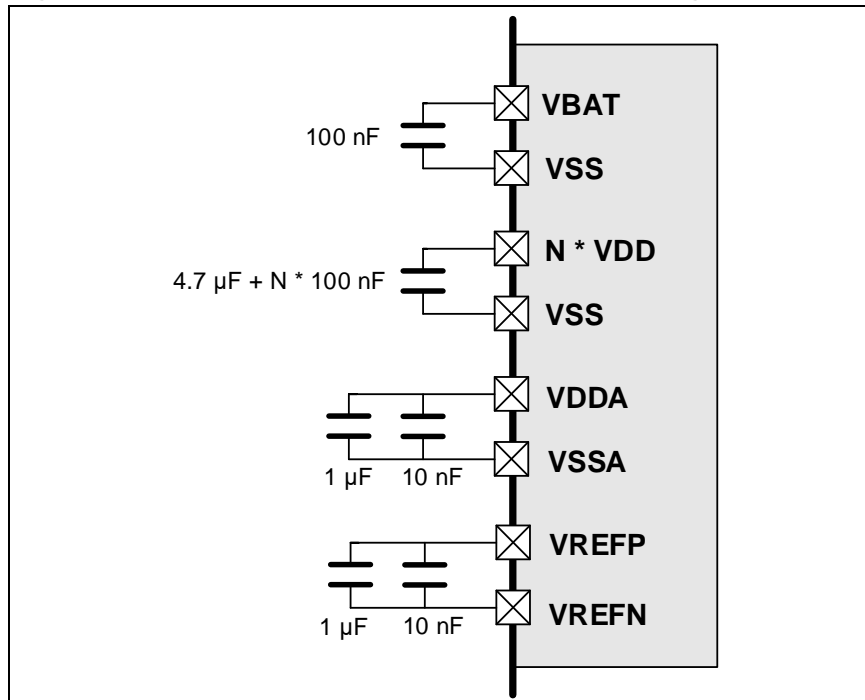 VBAT
100 nF
VSS
N * VDD
4.7 µF + N * 100 nF
VSS
VDDA
VSSA
1 µF 10 nF
VREFP
VREFN
1 µF 10 nF